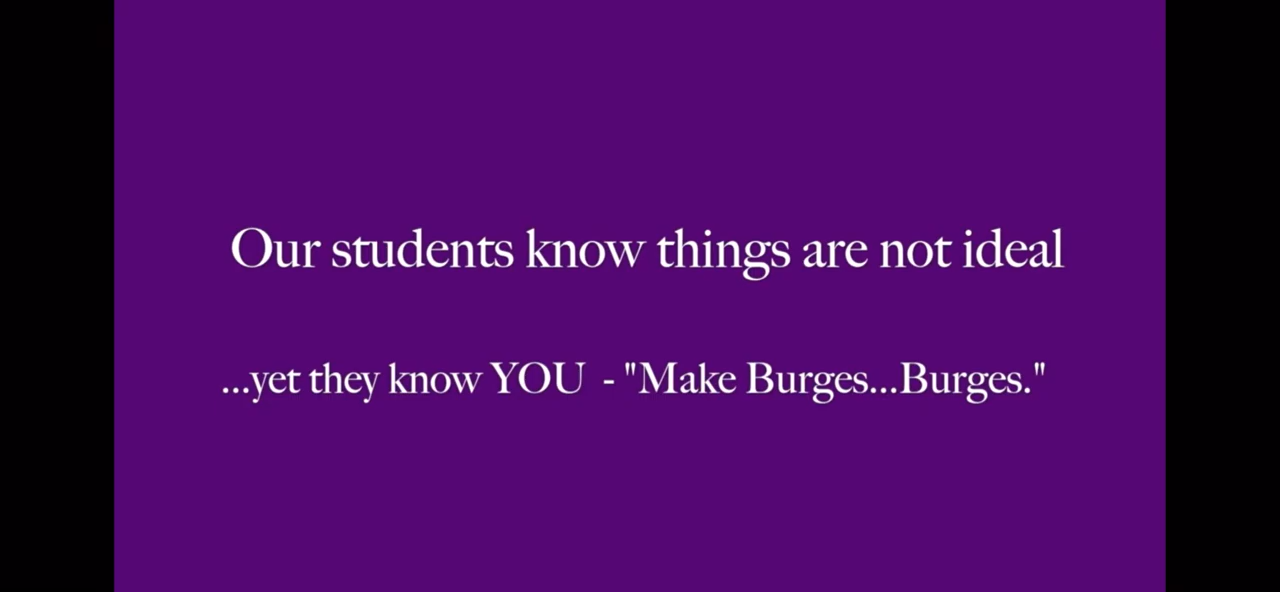 Our students know things are not ideal
...yet they know YOU - "Make Burges...Burges."